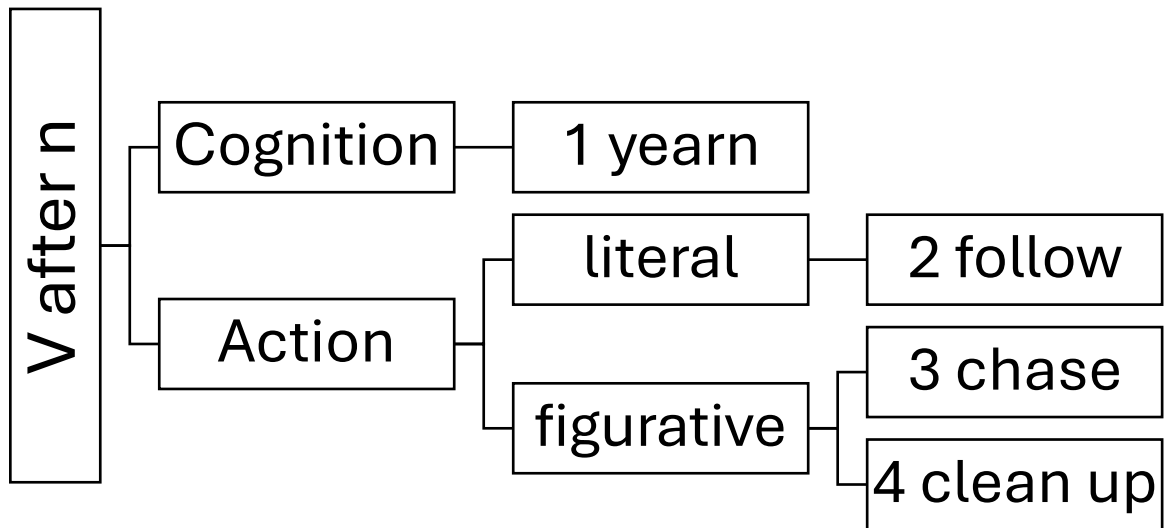 V after n
Cognition
1 yearn
Action
literal
2 follow
figurative
3 chase
4 clean up